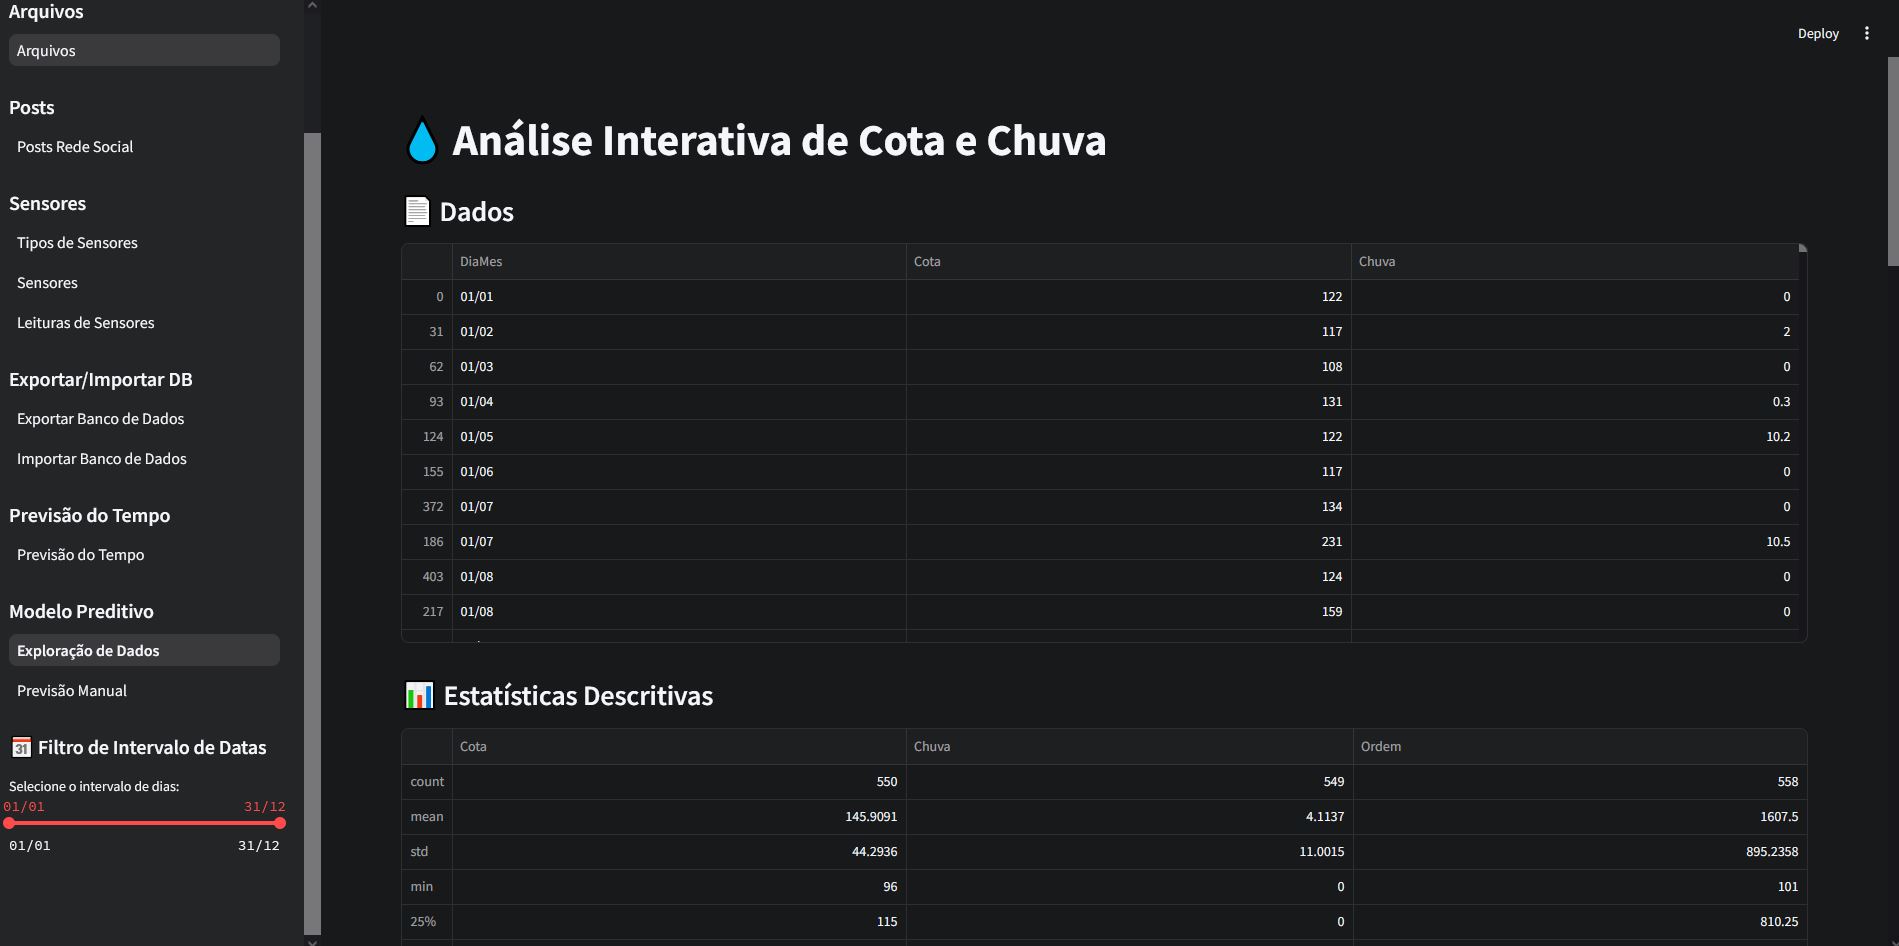 Arquivos
Arquivos
Posts
Posts Rede Social
Sensores
Tipos de Sensores
Sensores
Leituras de Sensores
Exportar/Importar DB
Exportar Banco de Dados
Importar Banco de Dados
Previsão do Tempo
Previsão do Tempo
Modelo Preditivo
Exploração de Dados
Previsão Manual
31 Filtro de Intervalo de Datas
Selecione o intervalo de dias:
01/01 31/12
01/01 31/12
Deploy
Análise Interativa de Cota e Chuva
Dados
DiaMes Cota Chuva
0 01/01 122 0
31 01/02 117 2
62 01/03 108 0
93 01/04 131 0.3
124 01/05 122 10.2
155 01/06 117 0
372 01/07 134 0
186 01/07 231 10.5
403 01/08 124 0
217 01/08 159 0
Estatísticas Descritivas
Cota Chuva Ordem
count 550 549 558
mean 145.9091 4.1137 1607.5
std 44.2936 11.0015 895.2358
min 96 0 101
25% 115 0 810.25